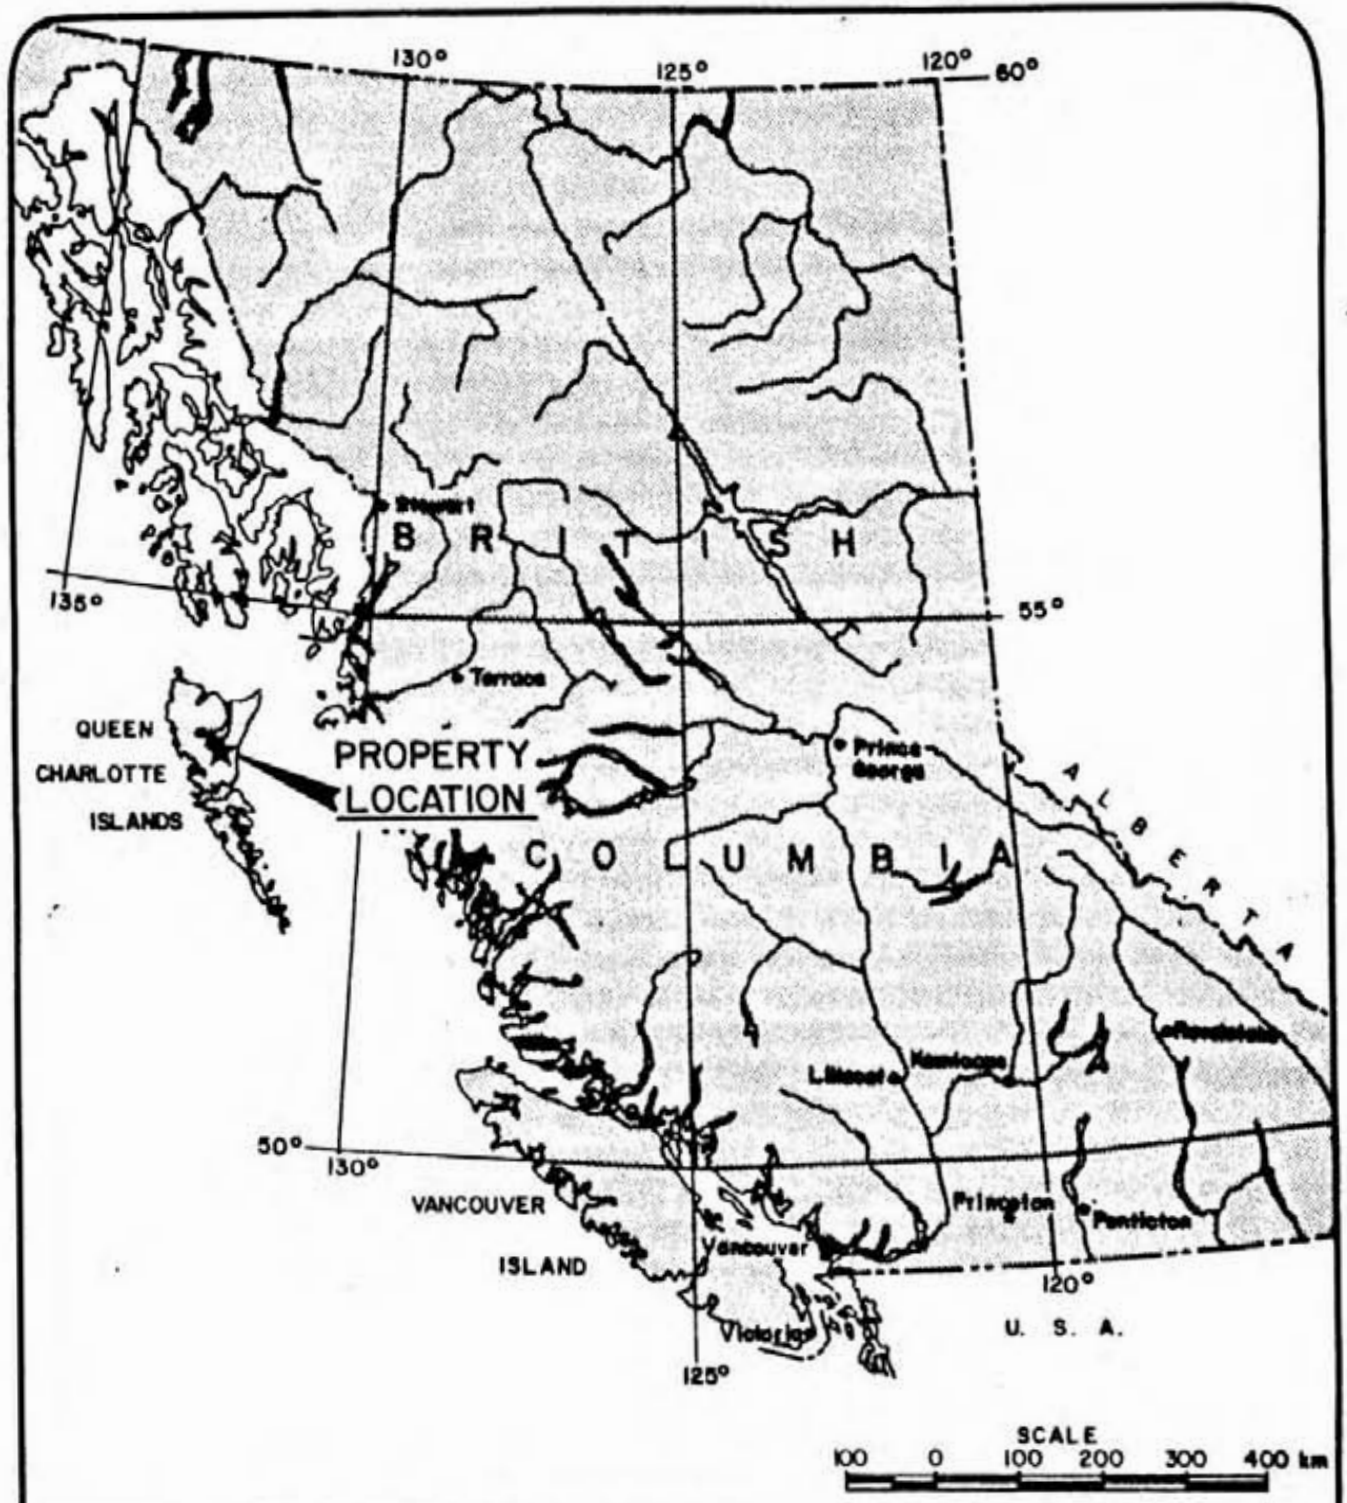 130°
125°
120°
60°
Stewart
B R I T I S H
135°
55°
Terrace
QUEEN
CHARLOTTE
ISLANDS
PROPERTY
LOCATION
Prince
George
A L B E R T A
C O L U M B I A
Revelstoke
Kamloops
Lillooet
50°
130°
VANCOUVER
ISLAND
Princeton
Penticton
Vancouver
120°
U. S. A.
Victoria
125°
SCALE
100 0 100 200 300 400 km